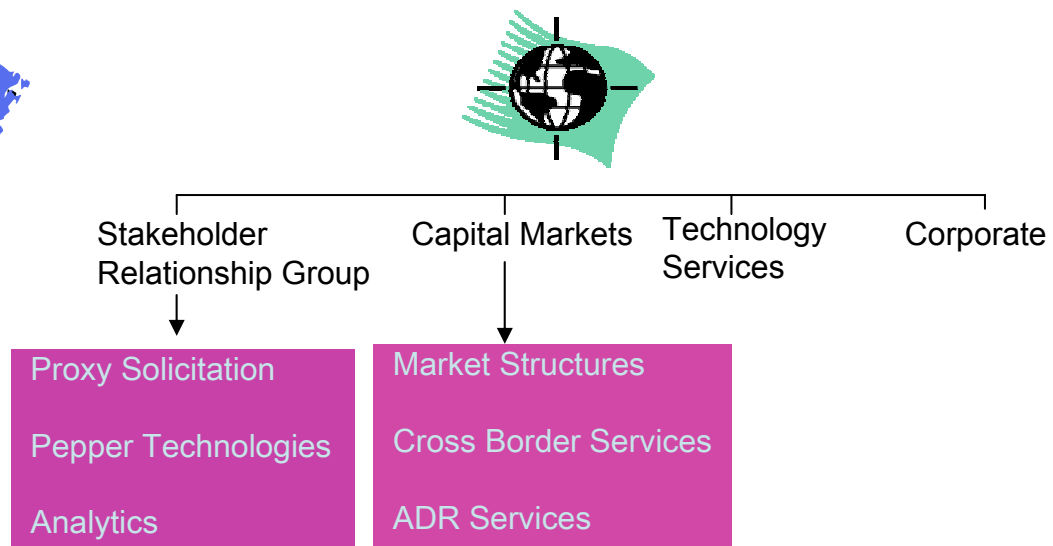 Stakeholder
Relationship Group
Capital Markets
Technology
Services
Corporate
Proxy Solicitation
Pepper Technologies
Analytics
Market Structures
Cross Border Services
ADR Services